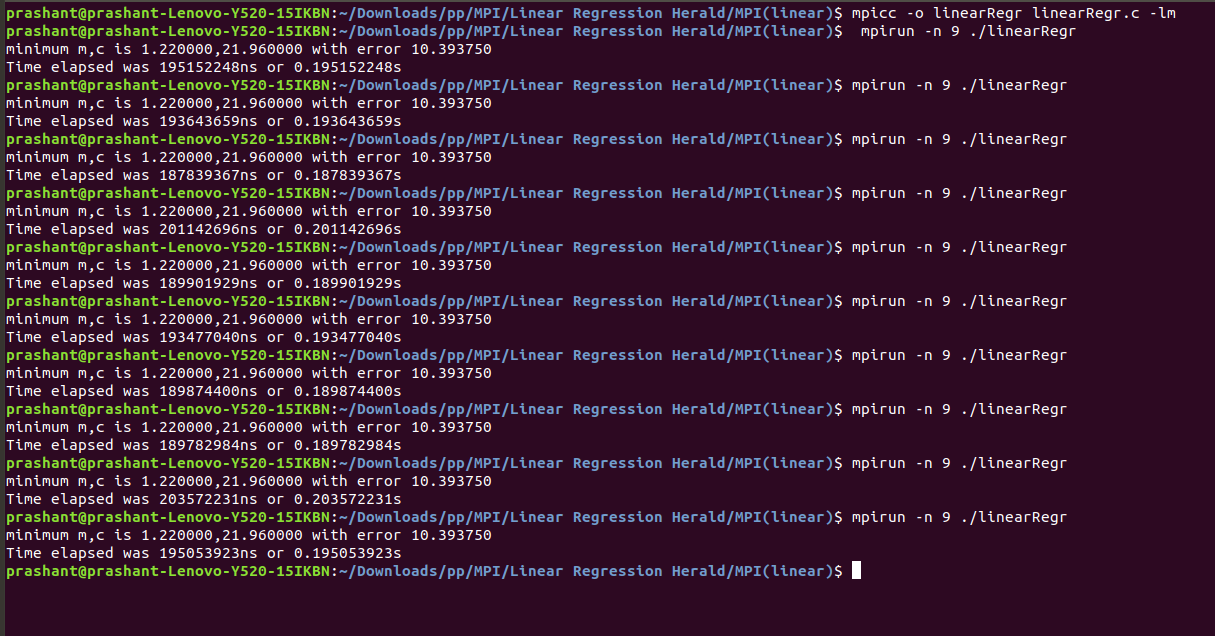 prashant@prashant-Lenovo-Y520-15IKBN:~/Downloads/pp/MPI/Linear Regression Herald/MPI(linear)$ mpicc -o linearRegr linearRegr.c -lm
prashant@prashant-Lenovo-Y520-15IKBN:~/Downloads/pp/MPI/Linear Regression Herald/MPI(linear)$  mpirun -n 9 ./linearRegr
minimum m,c is 1.220000,21.960000 with error 10.393750
Time elapsed was 195152248ns or 0.195152248s
prashant@prashant-Lenovo-Y520-15IKBN:~/Downloads/pp/MPI/Linear Regression Herald/MPI(linear)$ mpirun -n 9 ./linearRegr
minimum m,c is 1.220000,21.960000 with error 10.393750
Time elapsed was 193643659ns or 0.193643659s
prashant@prashant-Lenovo-Y520-15IKBN:~/Downloads/pp/MPI/Linear Regression Herald/MPI(linear)$ mpirun -n 9 ./linearRegr
minimum m,c is 1.220000,21.960000 with error 10.393750
Time elapsed was 187839367ns or 0.187839367s
prashant@prashant-Lenovo-Y520-15IKBN:~/Downloads/pp/MPI/Linear Regression Herald/MPI(linear)$ mpirun -n 9 ./linearRegr
minimum m,c is 1.220000,21.960000 with error 10.393750
Time elapsed was 201142696ns or 0.201142696s
prashant@prashant-Lenovo-Y520-15IKBN:~/Downloads/pp/MPI/Linear Regression Herald/MPI(linear)$ mpirun -n 9 ./linearRegr
minimum m,c is 1.220000,21.960000 with error 10.393750
Time elapsed was 189901929ns or 0.189901929s
prashant@prashant-Lenovo-Y520-15IKBN:~/Downloads/pp/MPI/Linear Regression Herald/MPI(linear)$ mpirun -n 9 ./linearRegr
minimum m,c is 1.220000,21.960000 with error 10.393750
Time elapsed was 193477040ns or 0.193477040s
prashant@prashant-Lenovo-Y520-15IKBN:~/Downloads/pp/MPI/Linear Regression Herald/MPI(linear)$ mpirun -n 9 ./linearRegr
minimum m,c is 1.220000,21.960000 with error 10.393750
Time elapsed was 189874400ns or 0.189874400s
prashant@prashant-Lenovo-Y520-15IKBN:~/Downloads/pp/MPI/Linear Regression Herald/MPI(linear)$ mpirun -n 9 ./linearRegr
minimum m,c is 1.220000,21.960000 with error 10.393750
Time elapsed was 189782984ns or 0.189782984s
prashant@prashant-Lenovo-Y520-15IKBN:~/Downloads/pp/MPI/Linear Regression Herald/MPI(linear)$ mpirun -n 9 ./linearRegr
minimum m,c is 1.220000,21.960000 with error 10.393750
Time elapsed was 203572231ns or 0.203572231s
prashant@prashant-Lenovo-Y520-15IKBN:~/Downloads/pp/MPI/Linear Regression Herald/MPI(linear)$ mpirun -n 9 ./linearRegr
minimum m,c is 1.220000,21.960000 with error 10.393750
Time elapsed was 195053923ns or 0.195053923s
prashant@prashant-Lenovo-Y520-15IKBN:~/Downloads/pp/MPI/Linear Regression Herald/MPI(linear)$